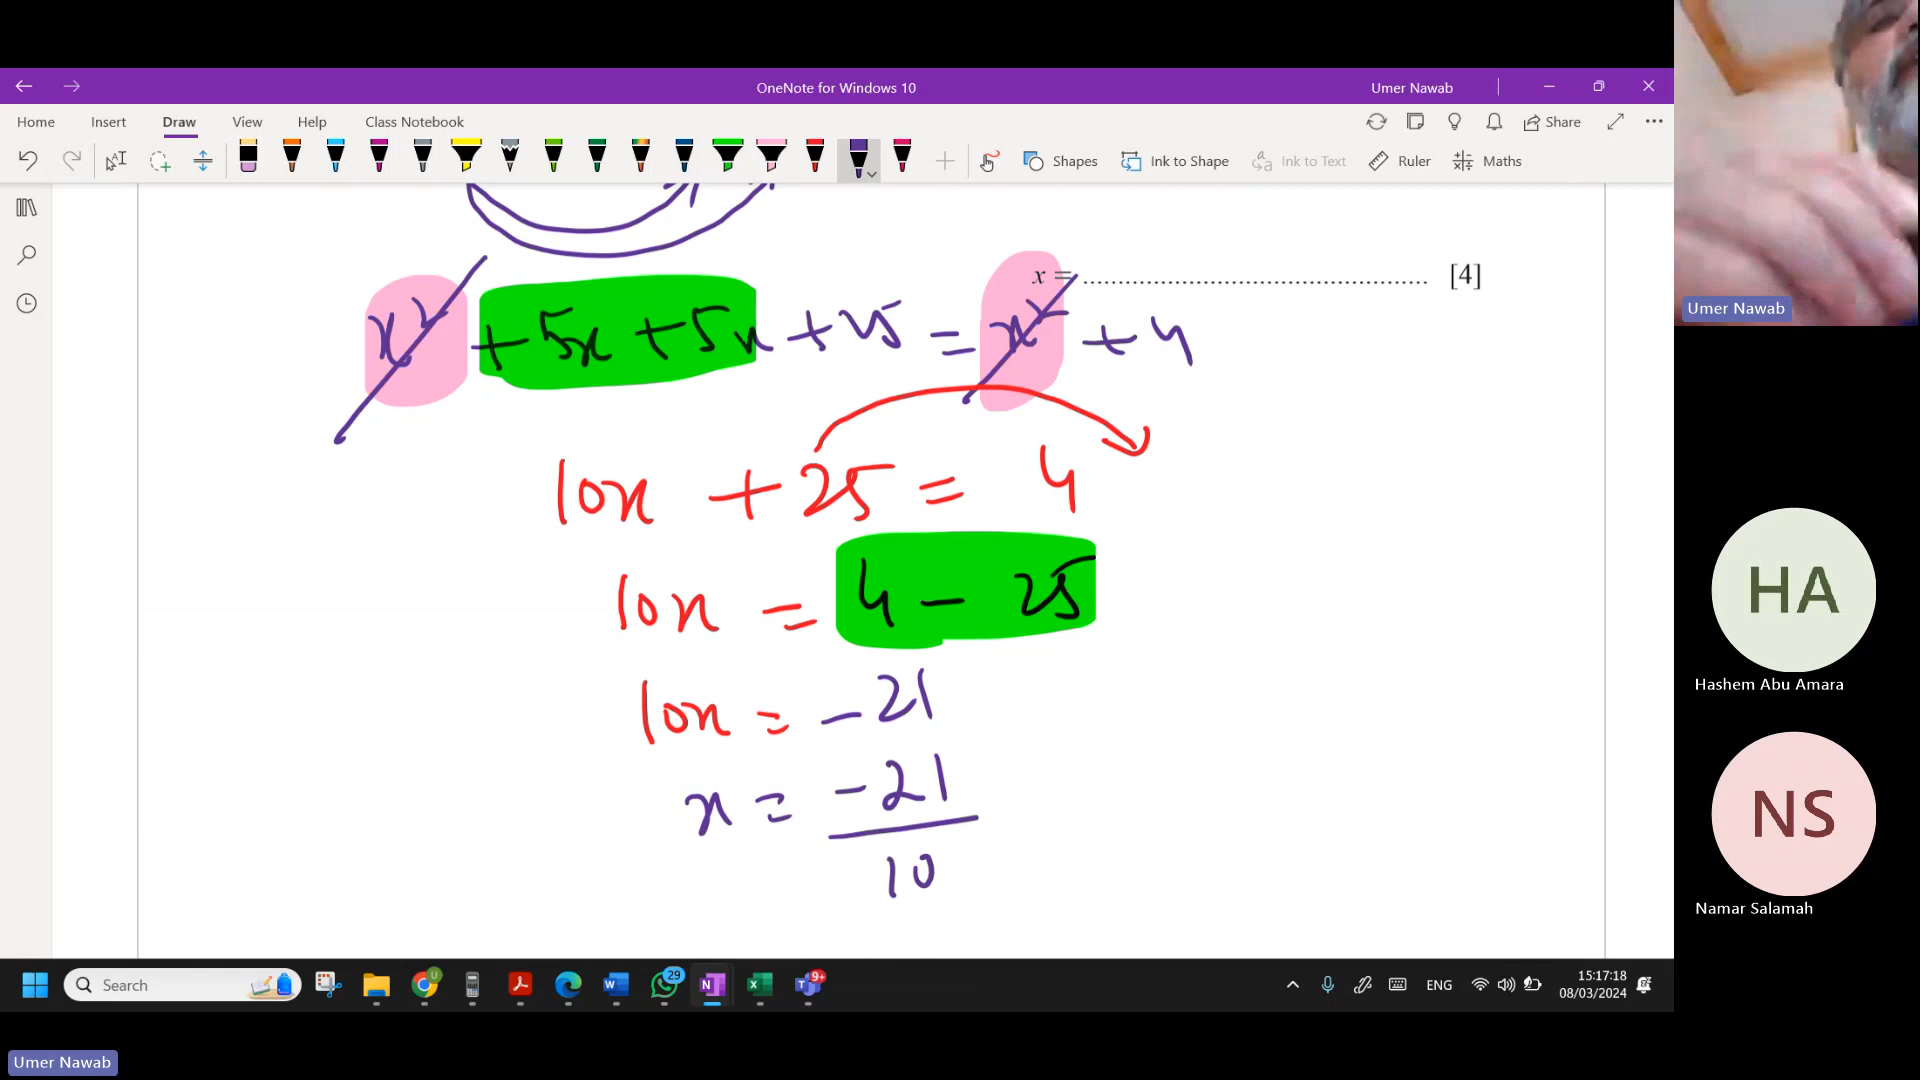 OneNote for Windows 10
Umer Nawab
Home Insert Draw View Help Class Notebook
Share
Shapes Ink to Shape Ink to Text Ruler Maths
x = ............................................ [4]
x² + 5x + 5x + 25 = x² + 4
10x + 25 = 4
10x = 4 - 25
10x = -21
x = -21
10
Umer Nawab
HA
Hashem Abu Amara
NS
Namar Salamah
Search
U
W
29
N
X
T
9+
ENG
15:17:18
08/03/2024
Umer Nawab